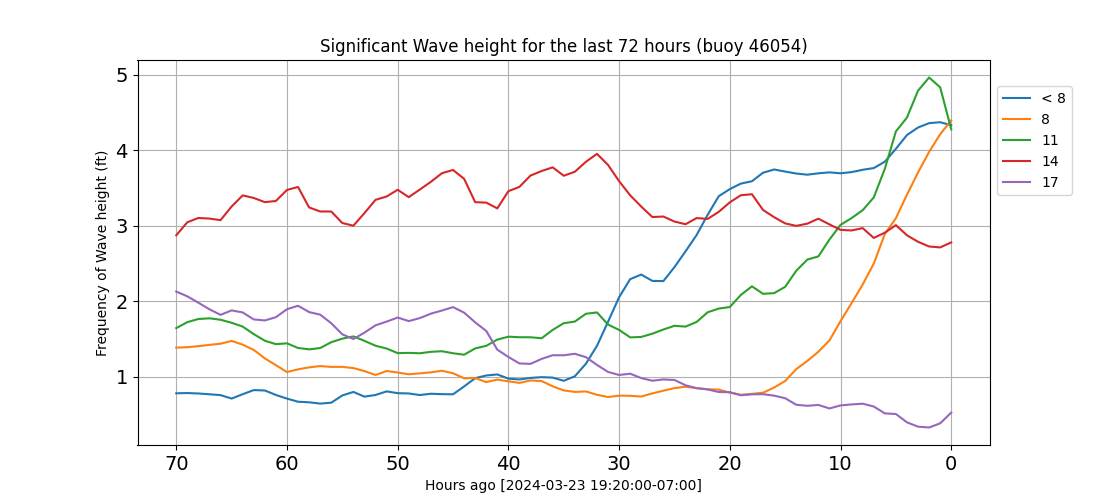 Significant Wave height for the last 72 hours (buoy 46054)
Frequency of Wave height (ft)
5
4
3
2
1
70 60 50 40 30 20 10 0
Hours ago [2024-03-23 19:20:00-07:00]
< 8
8
11
14
17